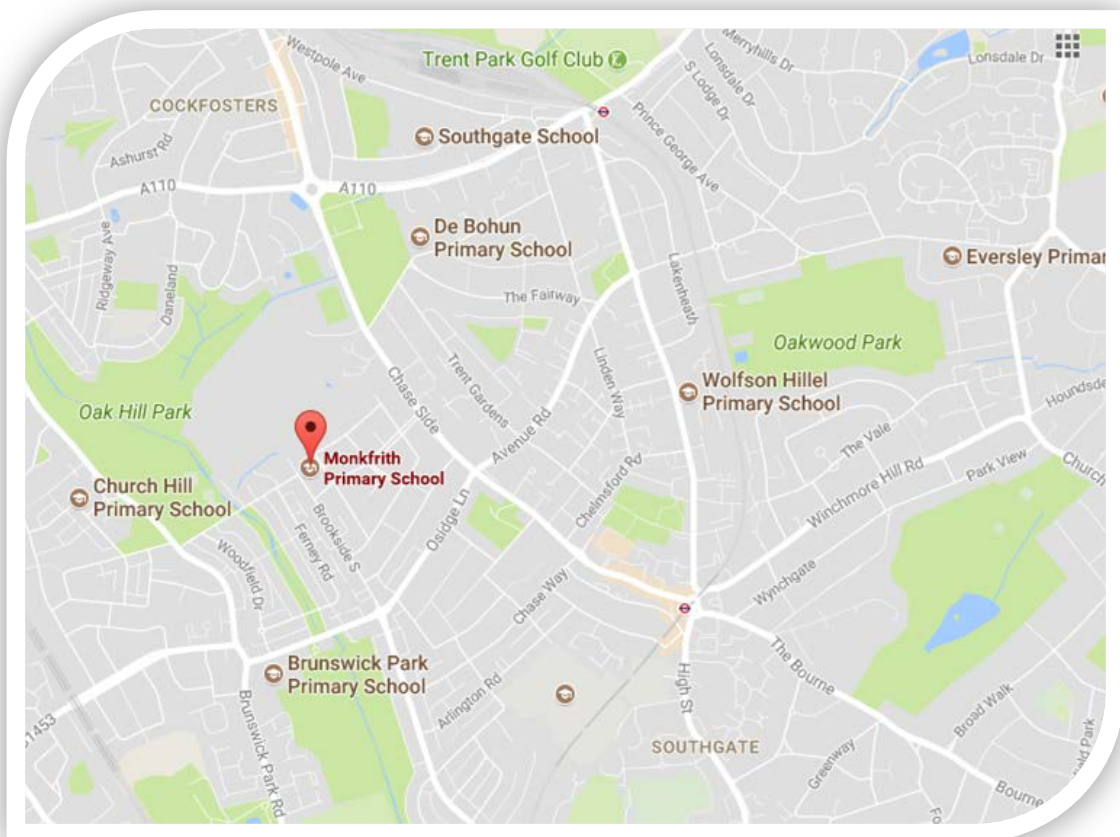 Westpole Ave
Trent Park Golf Club
Merryhills Dr
Lonsdale Dr
S Lodge Dr
Lonsdale Dr
COCKFOSTERS
Southgate School
Prince George Ave
Ashurst Rd
A110
A110
De Bohun
Primary School
Ridgeway Ave
Daneland
Lakenheath
Eversley Primar
The Fairway
Oakwood Park
Linden Way
Trent Gardens
Chase Side
Wolfson Hillel
Primary School
Oak Hill Park
Avenue Rd
Houndsde
The Vale
Monkfrith
Primary School
Church Hill
Primary School
Chelmsford Rd
Winchmore Hill Rd
Park View
Church
Osidge Ln
Brookside S
Ferney Rd
Woodfield Dr
Chase Way
Wynchgate
Brunswick Park
Primary School
The Bourne
High St
Arlington Rd
Brunswick Park Rd
Broad Walk
SOUTHGATE
Greenway
Bourne